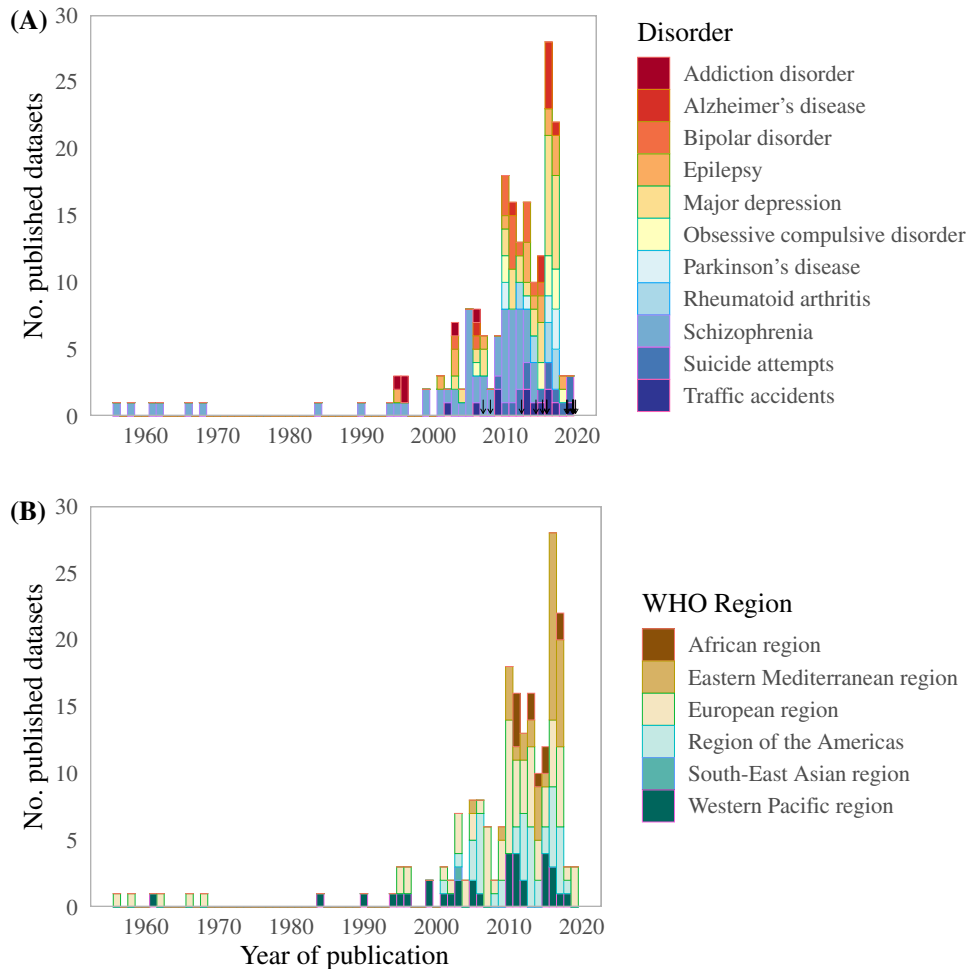 (A)
30
25
20
15
10
5
0
No. published datasets
1960 1970 1980 1990 2000 2010 2020
Disorder
Addiction disorder
Alzheimer's disease
Bipolar disorder
Epilepsy
Major depression
Obsessive compulsive disorder
Parkinson's disease
Rheumatoid arthritis
Schizophrenia
Suicide attempts
Traffic accidents
(B)
30
25
20
15
10
5
0
No. published datasets
1960 1970 1980 1990 2000 2010 2020
Year of publication
WHO Region
African region
Eastern Mediterranean region
European region
Region of the Americas
South-East Asian region
Western Pacific region